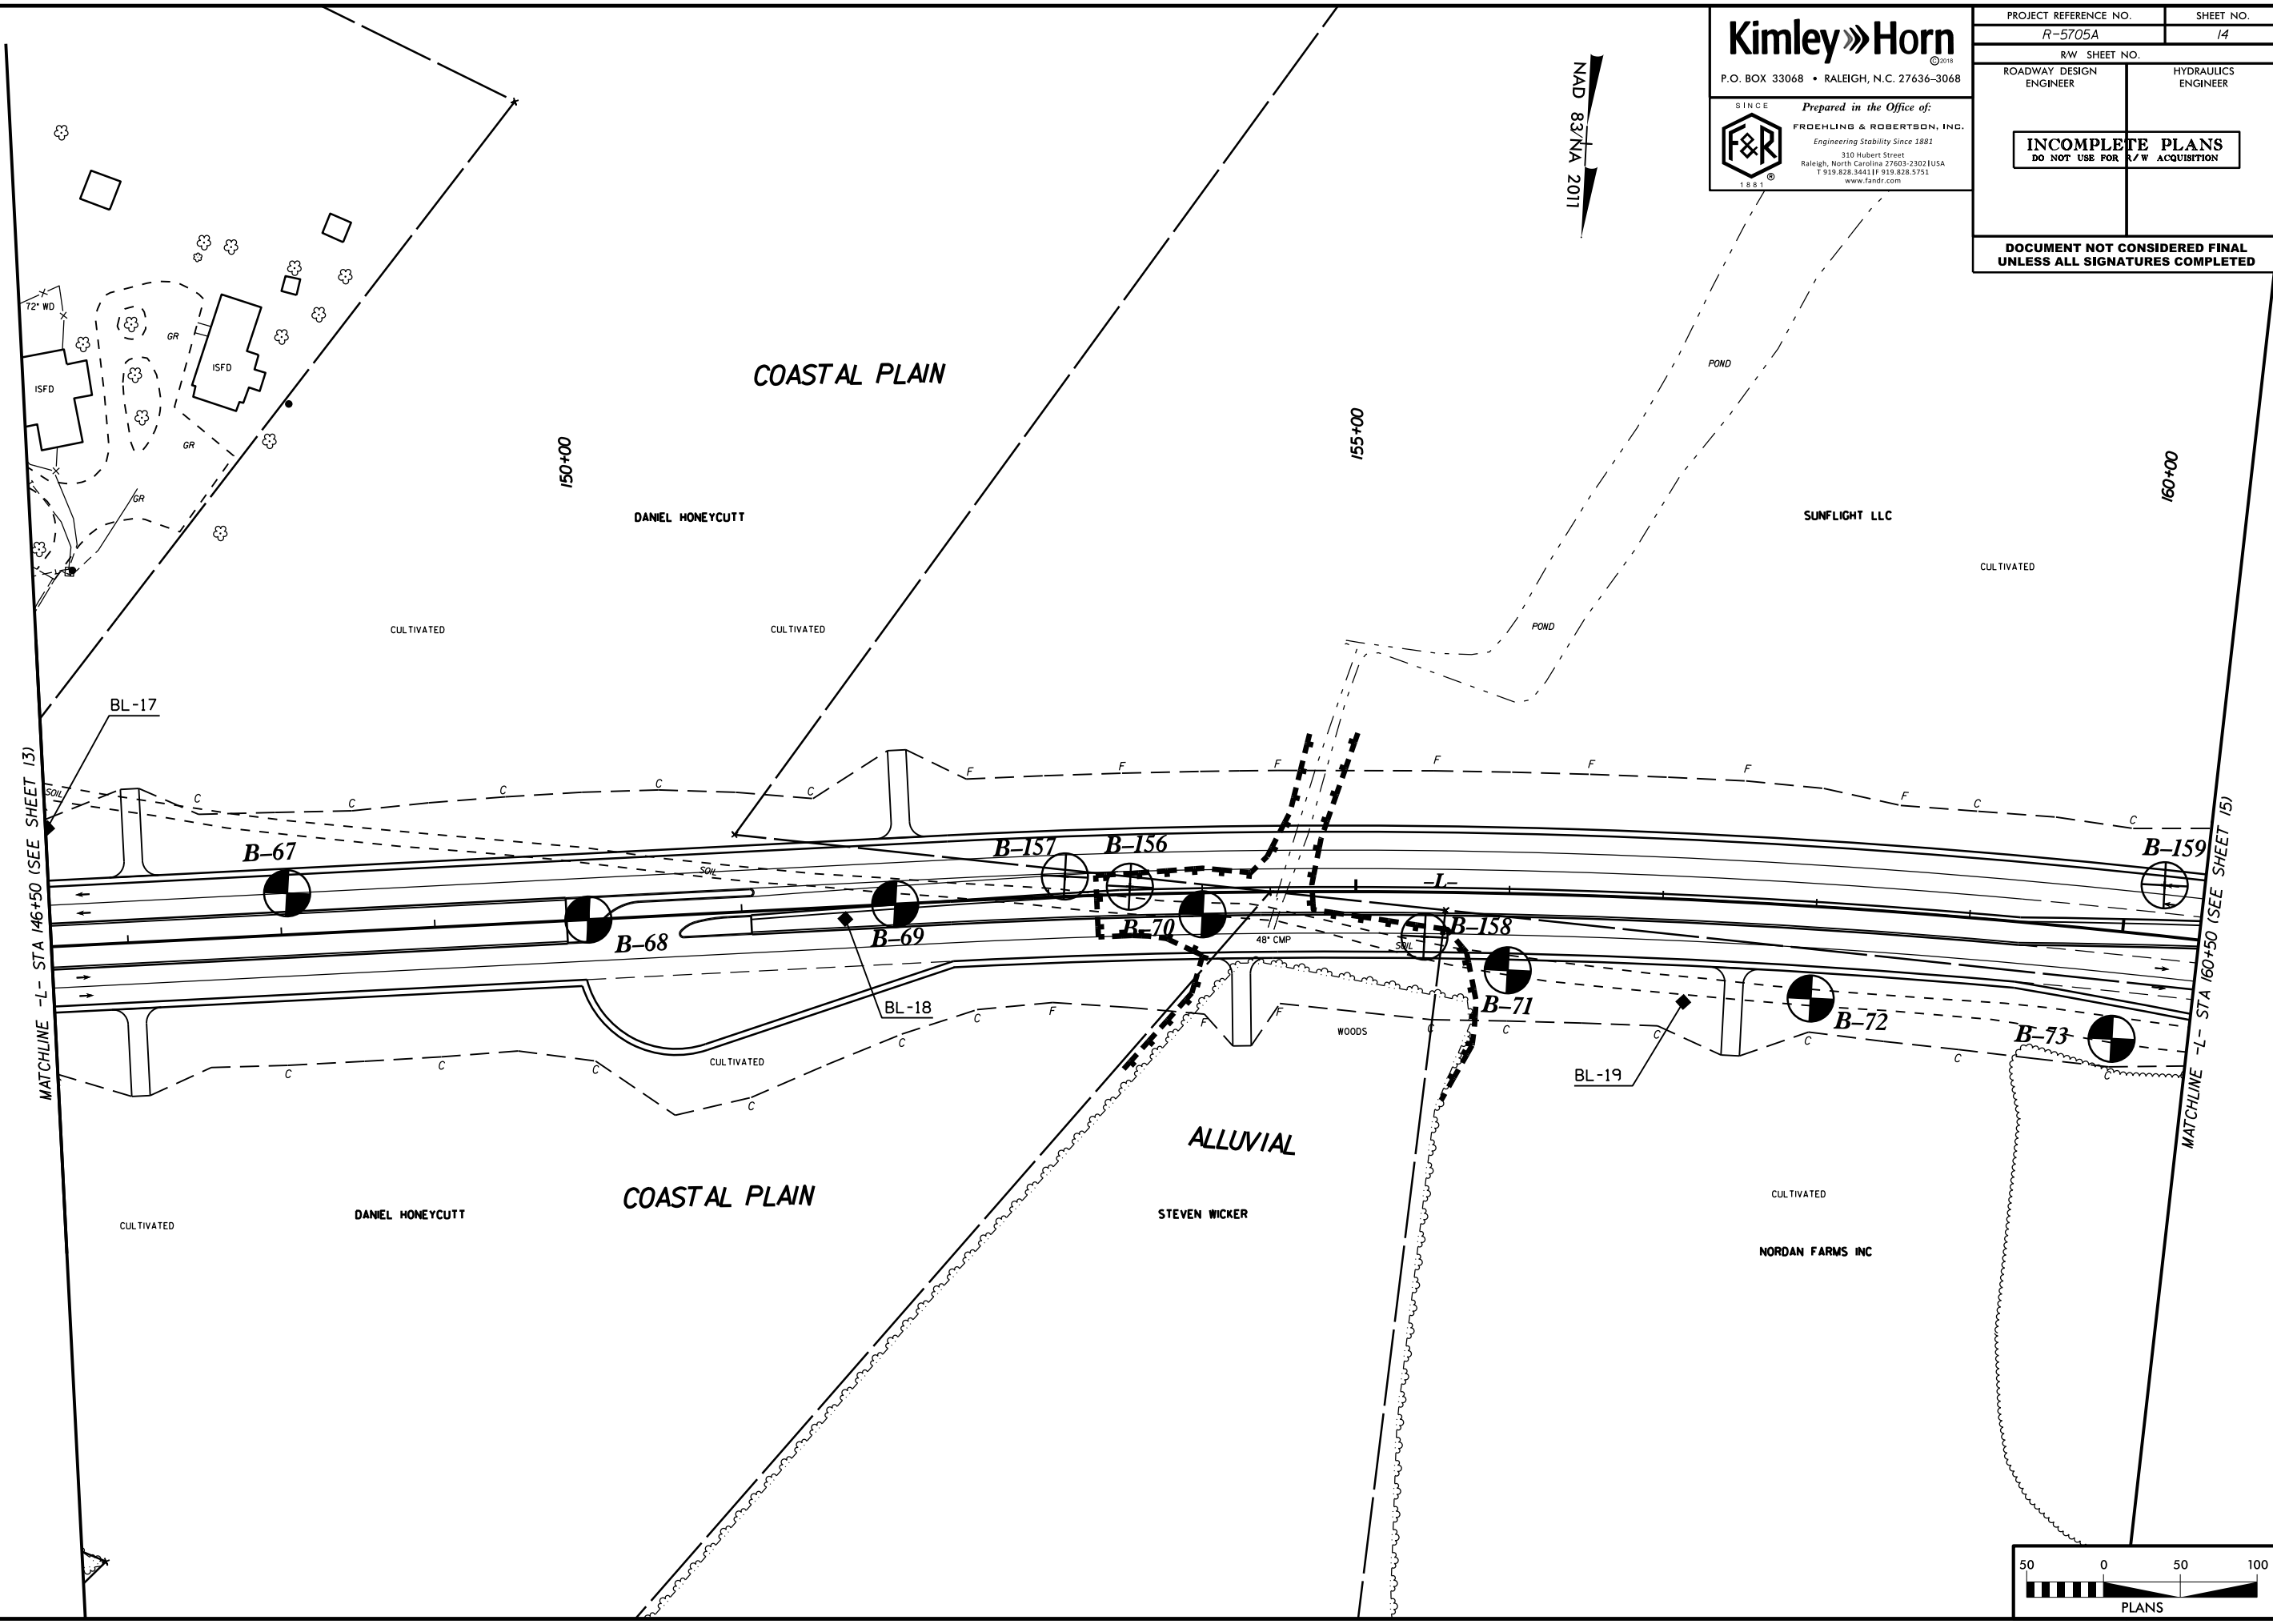 Kimley»Horn
©2018
P.O. BOX 33068 • RALEIGH, N.C. 27636-3068
SINCE
F&R
®
1881
Prepared in the Office of:
FROEHLING & ROBERTSON, INC.
Engineering Stability Since 1881
310 Hubert Street
Raleigh, North Carolina 27603-2302 I USA
T 919.828.3441 I F 919.828.5751
www.fandr.com
PROJECT REFERENCE NO.
SHEET NO.
R-5705A
14
RW SHEET NO.
ROADWAY DESIGN
ENGINEER
HYDRAULICS
ENGINEER
INCOMPLETE PLANS
DO NOT USE FOR R/W ACQUISITION
DOCUMENT NOT CONSIDERED FINAL
UNLESS ALL SIGNATURES COMPLETED
NAD 83/NA 2011
72" WD
GR
ISFD
ISFD
GR
GR
COASTAL PLAIN
POND
150+00
155+00
160+00
DANIEL HONEYCUTT
SUNFLIGHT LLC
CULTIVATED
CULTIVATED
CULTIVATED
POND
BL-17
MATCHLINE -L- STA 146+50 (SEE SHEET 13)
MATCHLINE -L- STA 160+50 (SEE SHEET 15)
SOIL
C
C
C
C
C
F
F
F
F
F
F
F
C
C
B-67
B-157
B-156
B-159
SOIL
-L-
B-68
B-69
B-70
48" CMP
SOIL
B-158
B-71
B-72
B-73
BL-18
BL-19
C
C
C
C
C
C
F
F
F
C
C
C
C
C
C
WOODS
CULTIVATED
ALLUVIAL
COASTAL PLAIN
CULTIVATED
DANIEL HONEYCUTT
STEVEN WICKER
CULTIVATED
NORDAN FARMS INC
50 0 50 100
PLANS